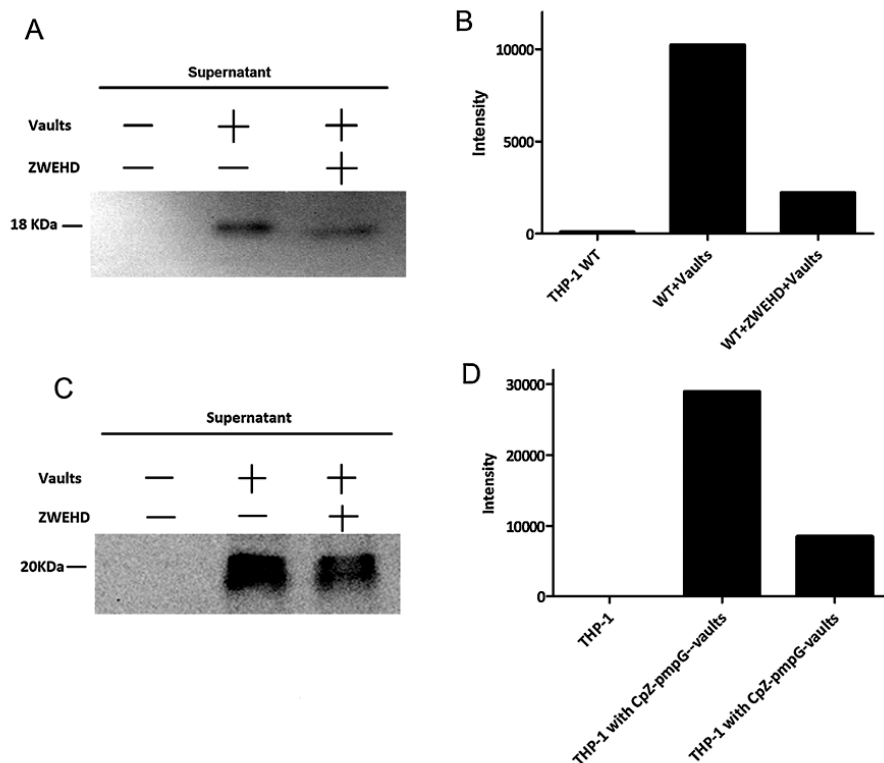 A
Supernatant
Vaults — + +
ZWEHD — — +
18 KDa —
B
Intensity
10000
5000
0
THP-1 WT
WT+Vaults
WT+ZWEHD+Vaults
C
Supernatant
Vaults — + +
ZWEHD — — +
20KDa —
D
Intensity
30000
20000
10000
0
THP-1
THP-1 with CpZ-pmpG--vaults
THP-1 with CpZ-pmpG-vaults